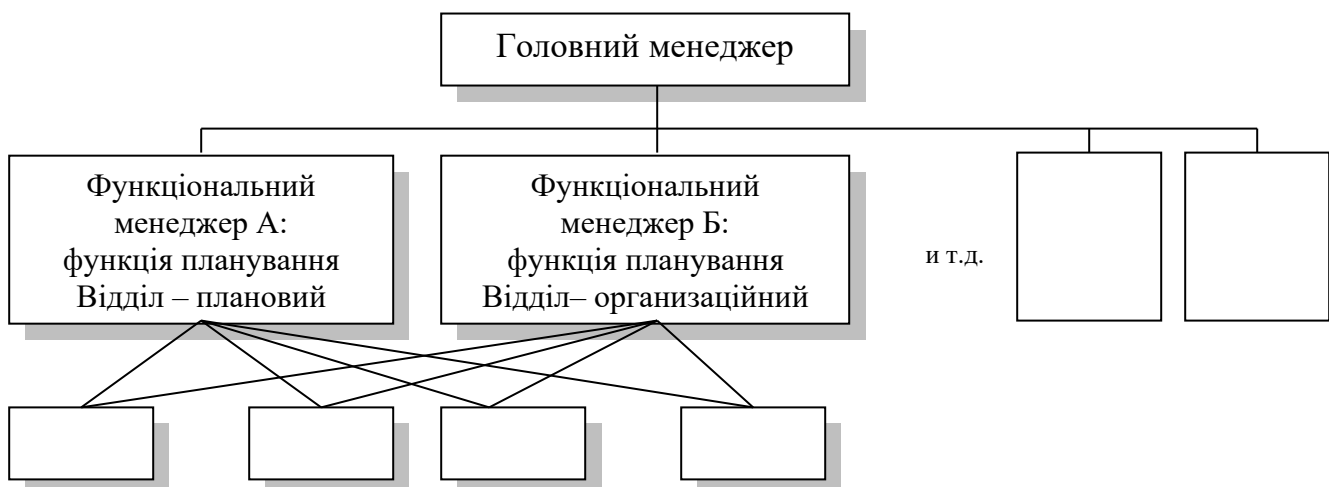 Головний менеджер
Функціональний
менеджер А:
функція планування
Відділ – плановий
Функціональний
менеджер Б:
функція планування
Відділ– организаційний
и т.д.